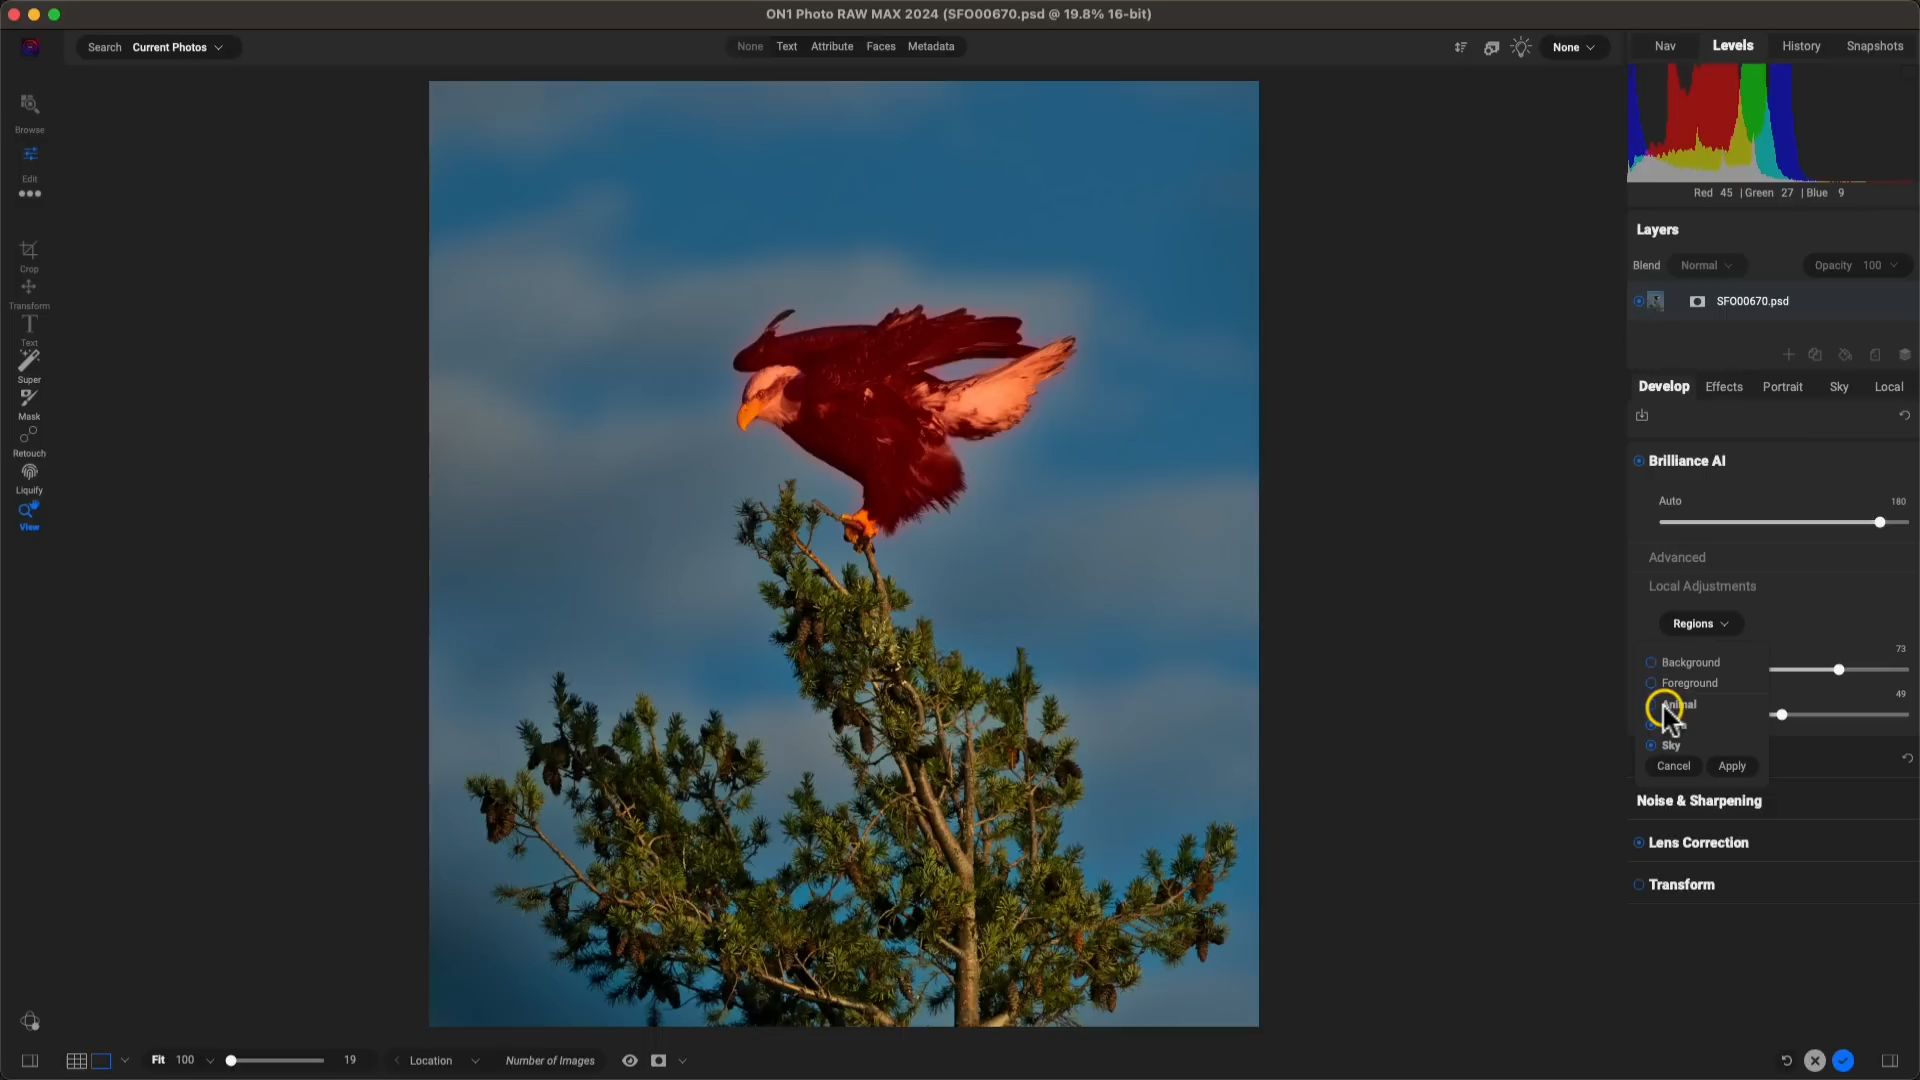 ON1 Photo RAW MAX 2024 (SFO00670.psd @ 19.8% 16-bit)
Search Current Photos
None Text Attribute Faces Metadata
None
Nav Levels History Snapshots
Browse
Edit
Crop
Transform
Text
Super
Mask
Retouch
Liquify
View
Red 45 | Green 27 | Blue 9
Layers
Blend Normal Opacity 100
SFO00670.psd
Develop Effects Portrait Sky Local
Brilliance AI
Auto 180
Advanced
Local Adjustments
Regions
73
Background
Foreground
49
Animal
Sky
Cancel Apply
Noise & Sharpening
Lens Correction
Transform
Fit 100 19 Location Number of Images